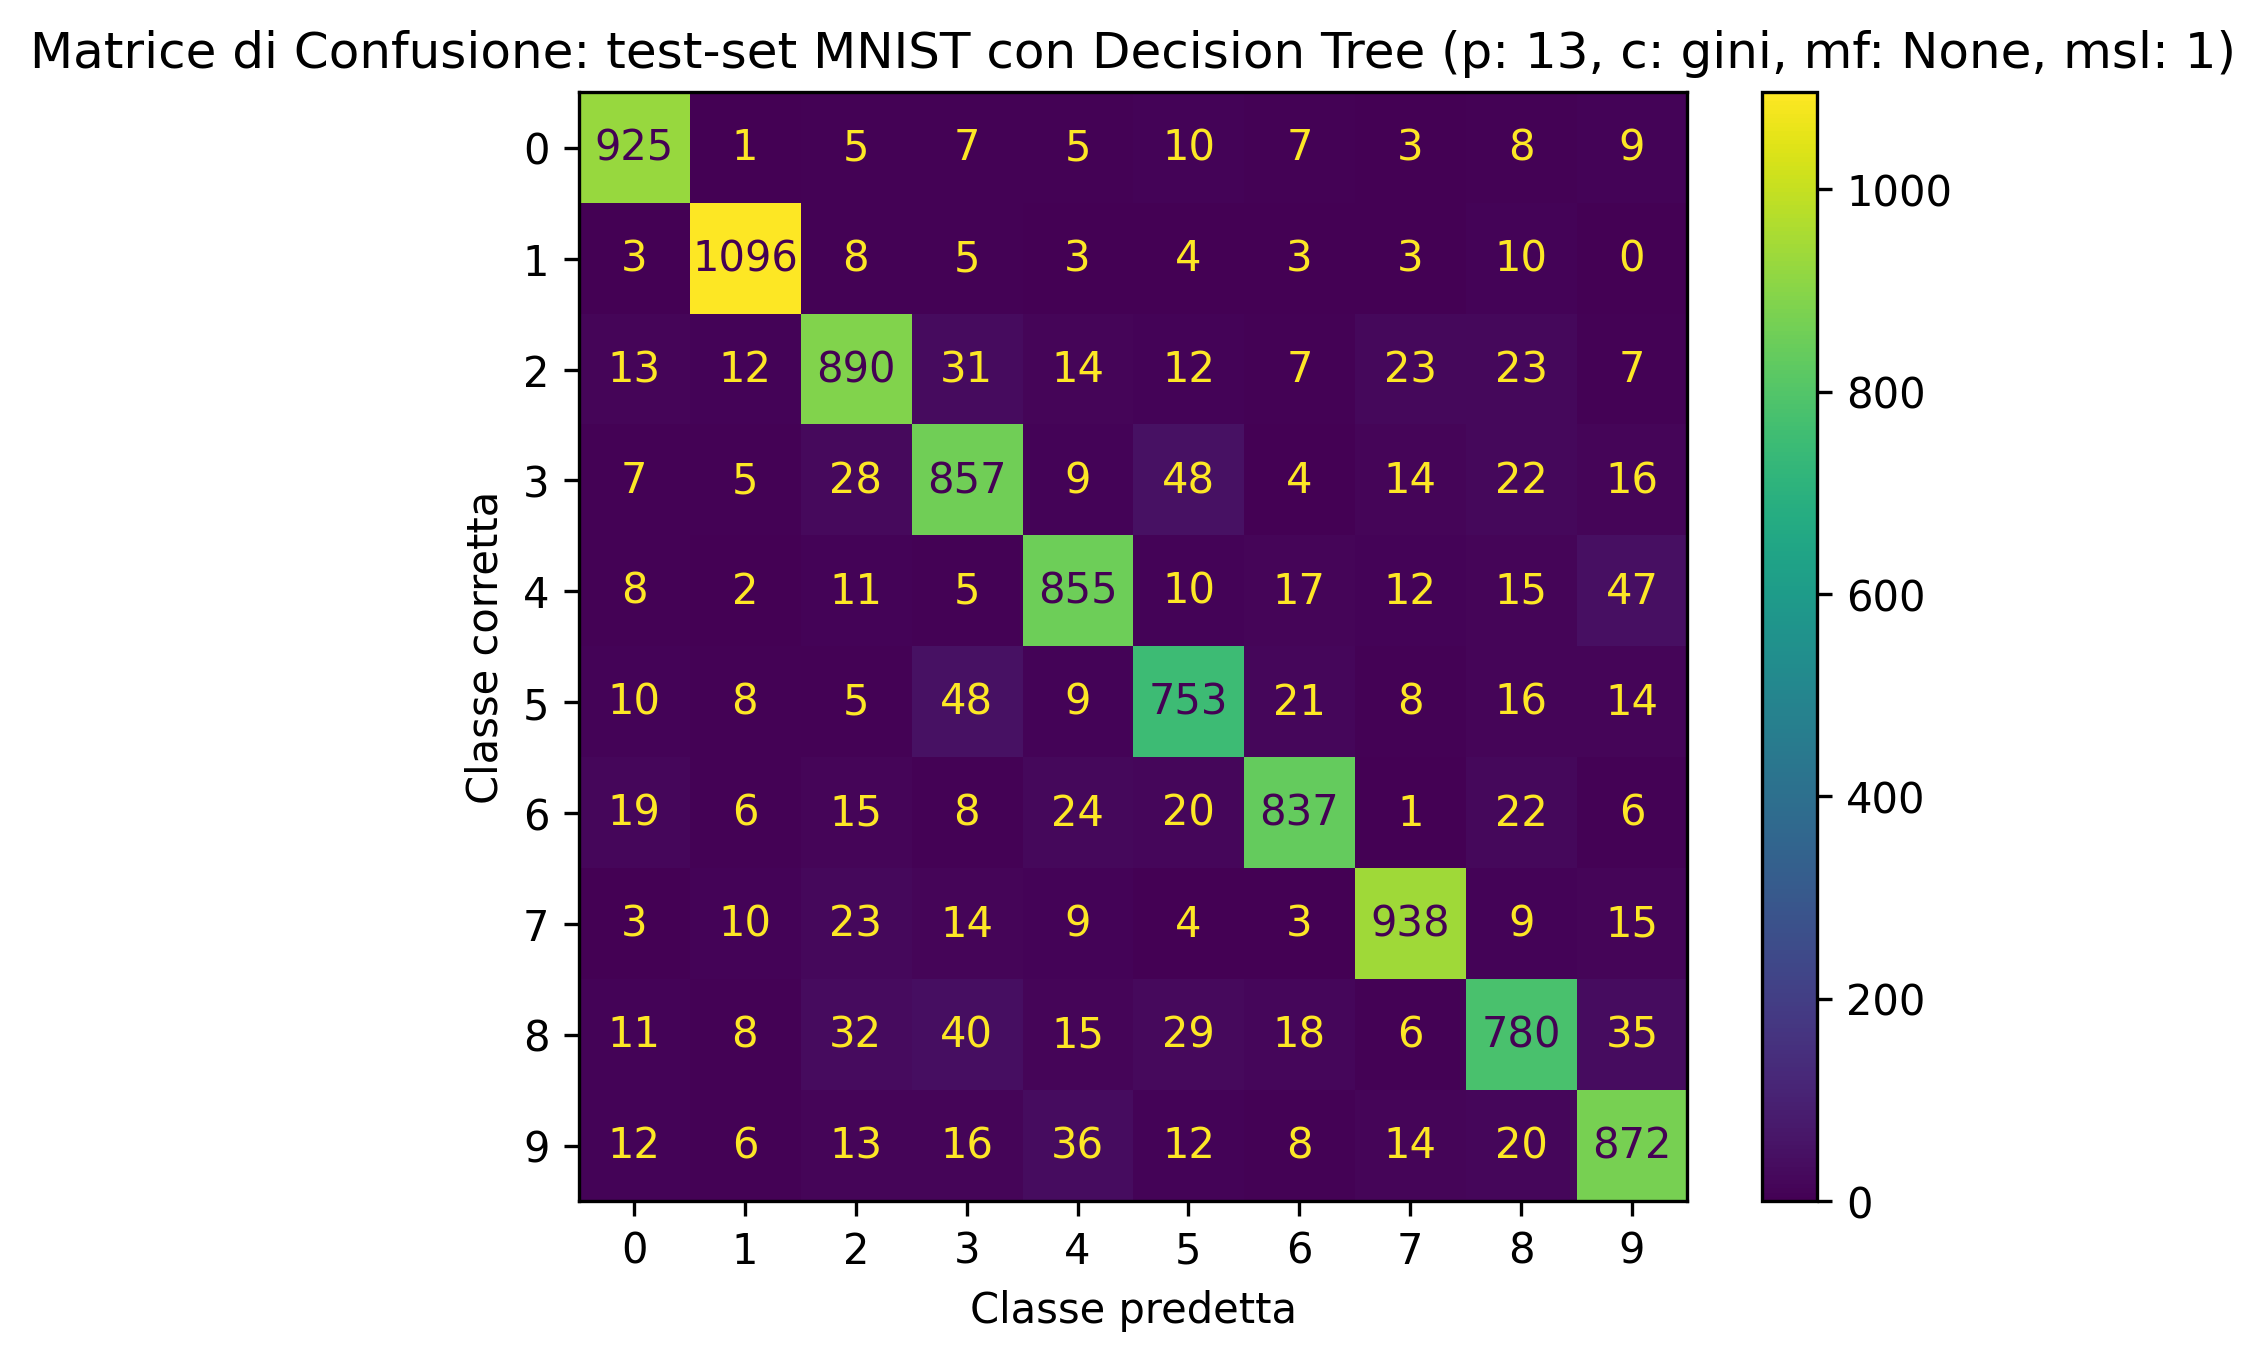 Matrice di Confusione: test-set MNIST con Decision Tree (p: 13, c: gini, mf: None, msl: 1)
0 925 1 5 7 5 10 7 3 8 9
1 3 1096 8 5 3 4 3 3 10 0
2 13 12 890 31 14 12 7 23 23 7
3 7 5 28 857 9 48 4 14 22 16
4 8 2 11 5 855 10 17 12 15 47
5 10 8 5 48 9 753 21 8 16 14
6 19 6 15 8 24 20 837 1 22 6
7 3 10 23 14 9 4 3 938 9 15
8 11 8 32 40 15 29 18 6 780 35
9 12 6 13 16 36 12 8 14 20 872
0 1 2 3 4 5 6 7 8 9
Classe predetta
Classe corretta
1000
800
600
400
200
0